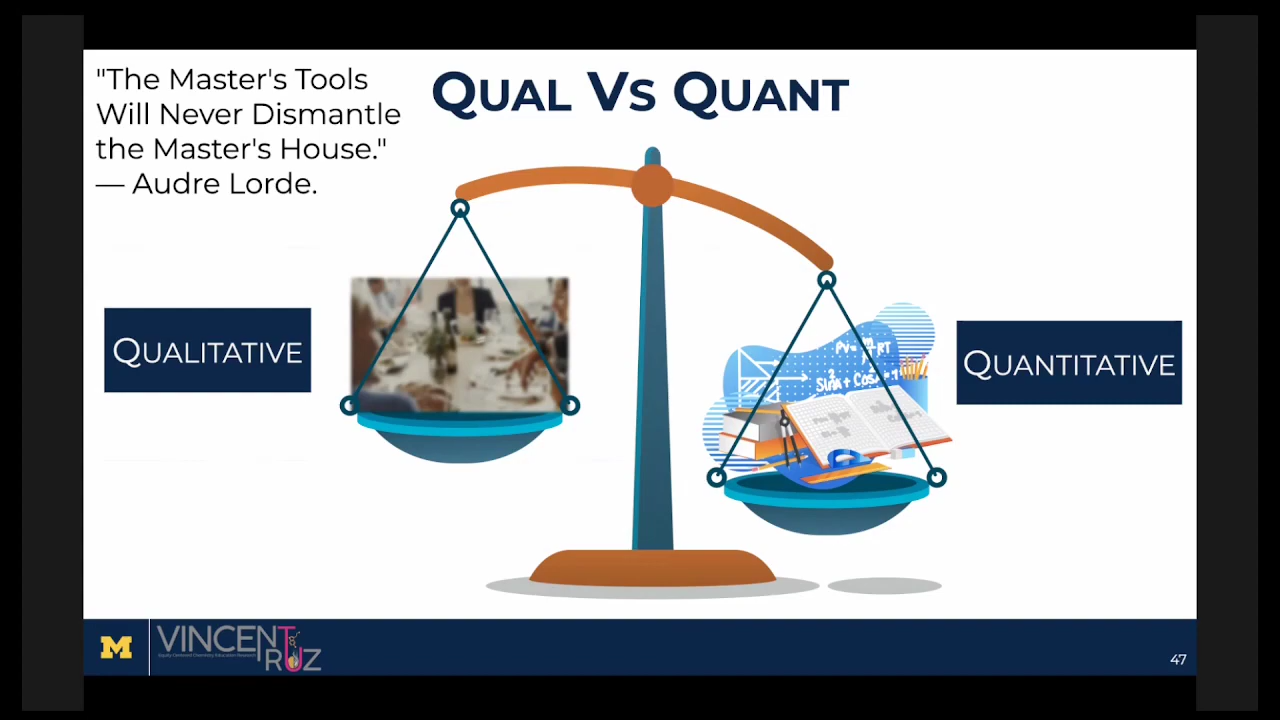 "The Master's Tools
Will Never Dismantle
the Master's House."
— Audre Lorde.
QUAL VS QUANT
QUALITATIVE
QUANTITATIVE
M
VINCENT
RUZ
47